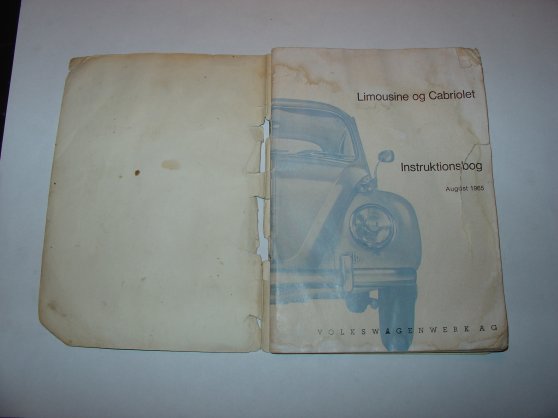 Limousine og Cabriolet
Instruktionsbog
August 1965
VOLKSWAGENWERK AG